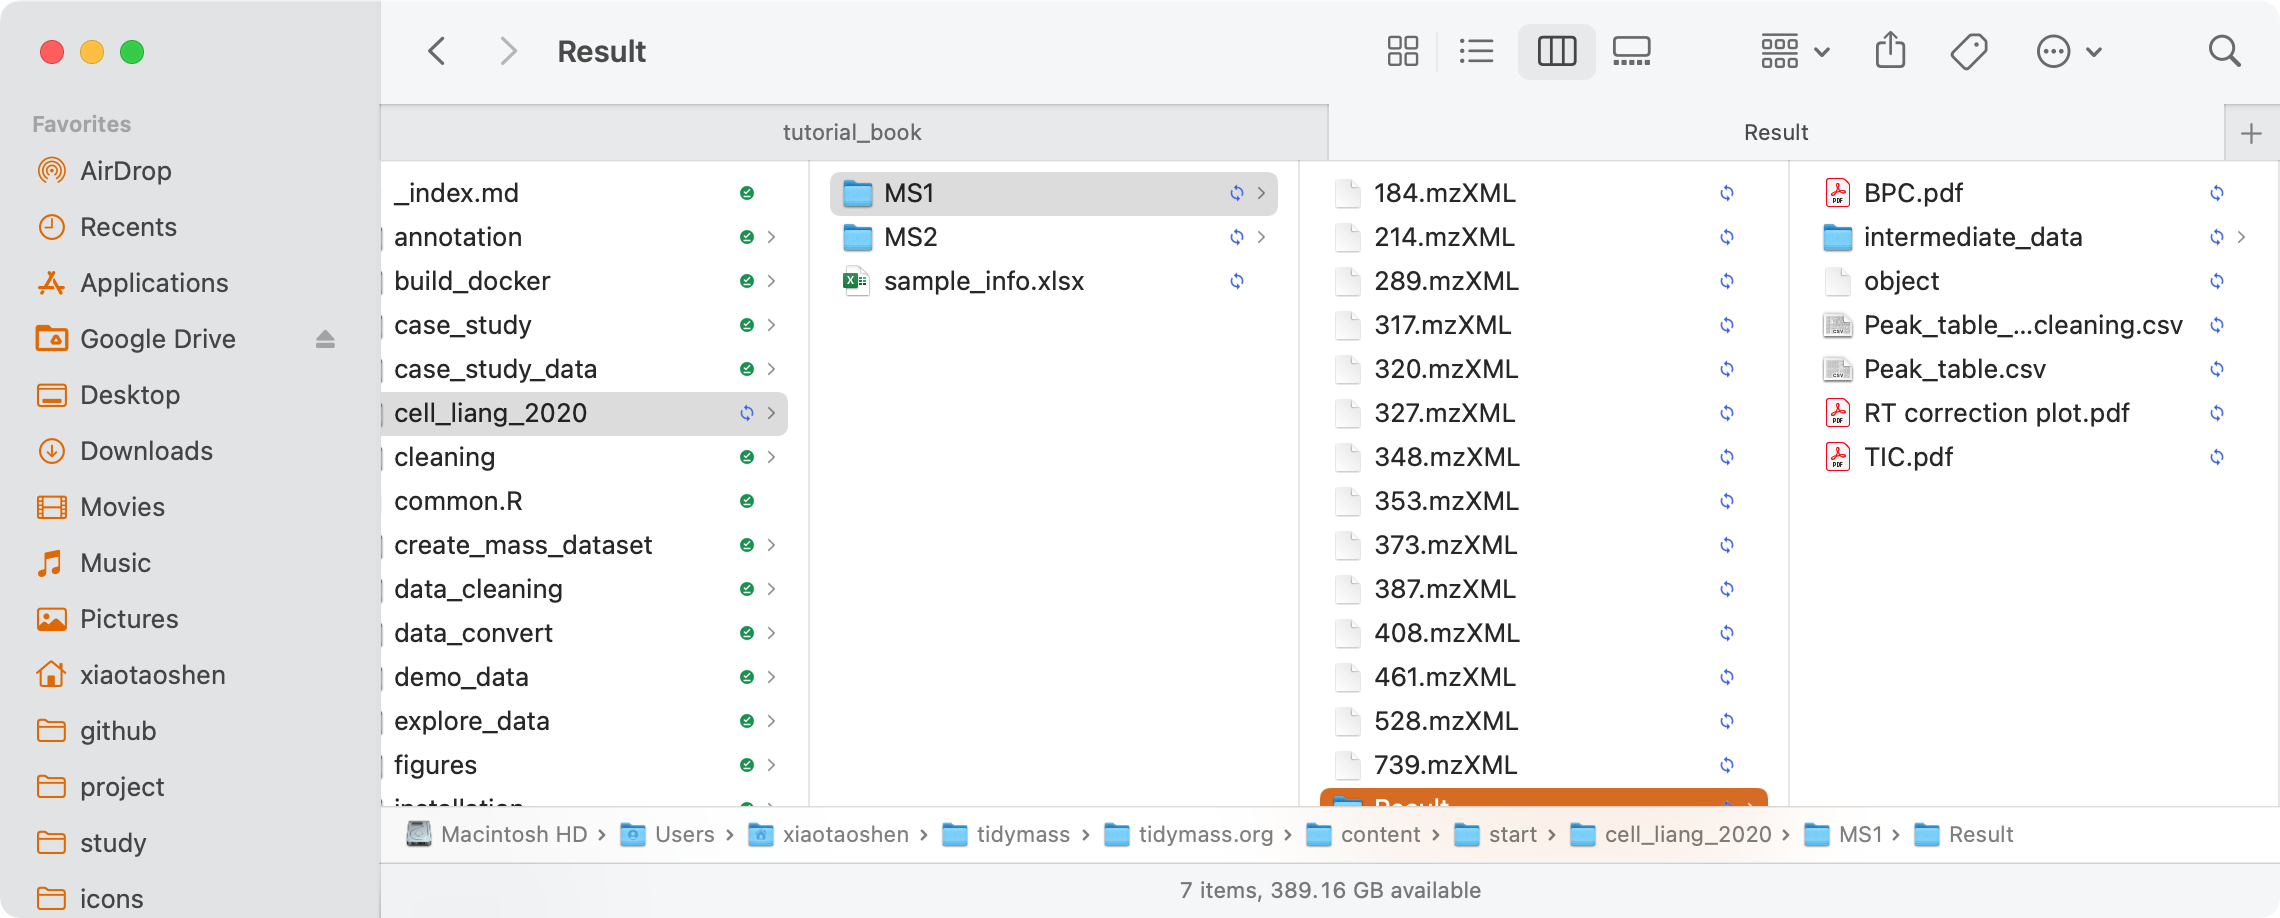 Result
Favorites
AirDrop
Recents
Applications
Google Drive
Desktop
Downloads
Movies
Music
Pictures
xiaotaoshen
github
project
study
icons
tutorial_book
Result
_index.md
annotation
build_docker
case_study
case_study_data
cell_liang_2020
cleaning
common.R
create_mass_dataset
data_cleaning
data_convert
demo_data
explore_data
figures
installation
MS1
MS2
sample_info.xlsx
184.mzXML
214.mzXML
289.mzXML
317.mzXML
320.mzXML
327.mzXML
348.mzXML
353.mzXML
373.mzXML
387.mzXML
408.mzXML
461.mzXML
528.mzXML
739.mzXML
Result
BPC.pdf
intermediate_data
object
Peak_table_...cleaning.csv
Peak_table.csv
RT correction plot.pdf
TIC.pdf
Macintosh HD › Users › xiaotaoshen › tidymass › tidymass.org › content › start › cell_liang_2020 › MS1 › Result
7 items, 389.16 GB available